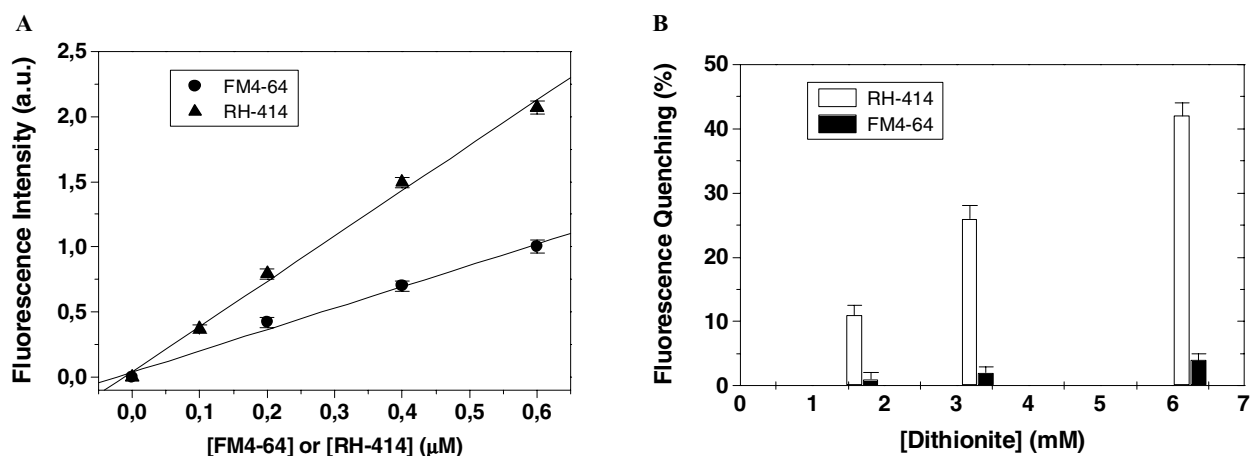 A
Fluorescence Intensity (a.u.)
2,5
2,0
1,5
1,0
0,5
0,0
FM4-64
RH-414
0,0 0,1 0,2 0,3 0,4 0,5 0,6
[FM4-64] or [RH-414] (μM)
B
Fluorescence Quenching (%)
50
40
30
20
10
0
RH-414
FM4-64
0 1 2 3 4 5 6 7
[Dithionite] (mM)